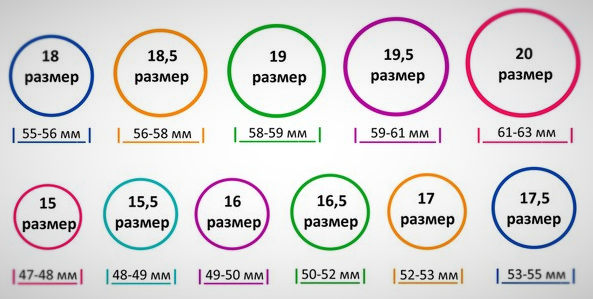 18
размер
18,5
размер
19
размер
19,5
размер
20
размер
55-56 мм
56-58 мм
58-59 мм
59-61 мм
61-63 мм
15
размер
15,5
размер
16
размер
16,5
размер
17
размер
17,5
размер
47-48 мм
48-49 мм
49-50 мм
50-52 мм
52-53 мм
53-55 мм